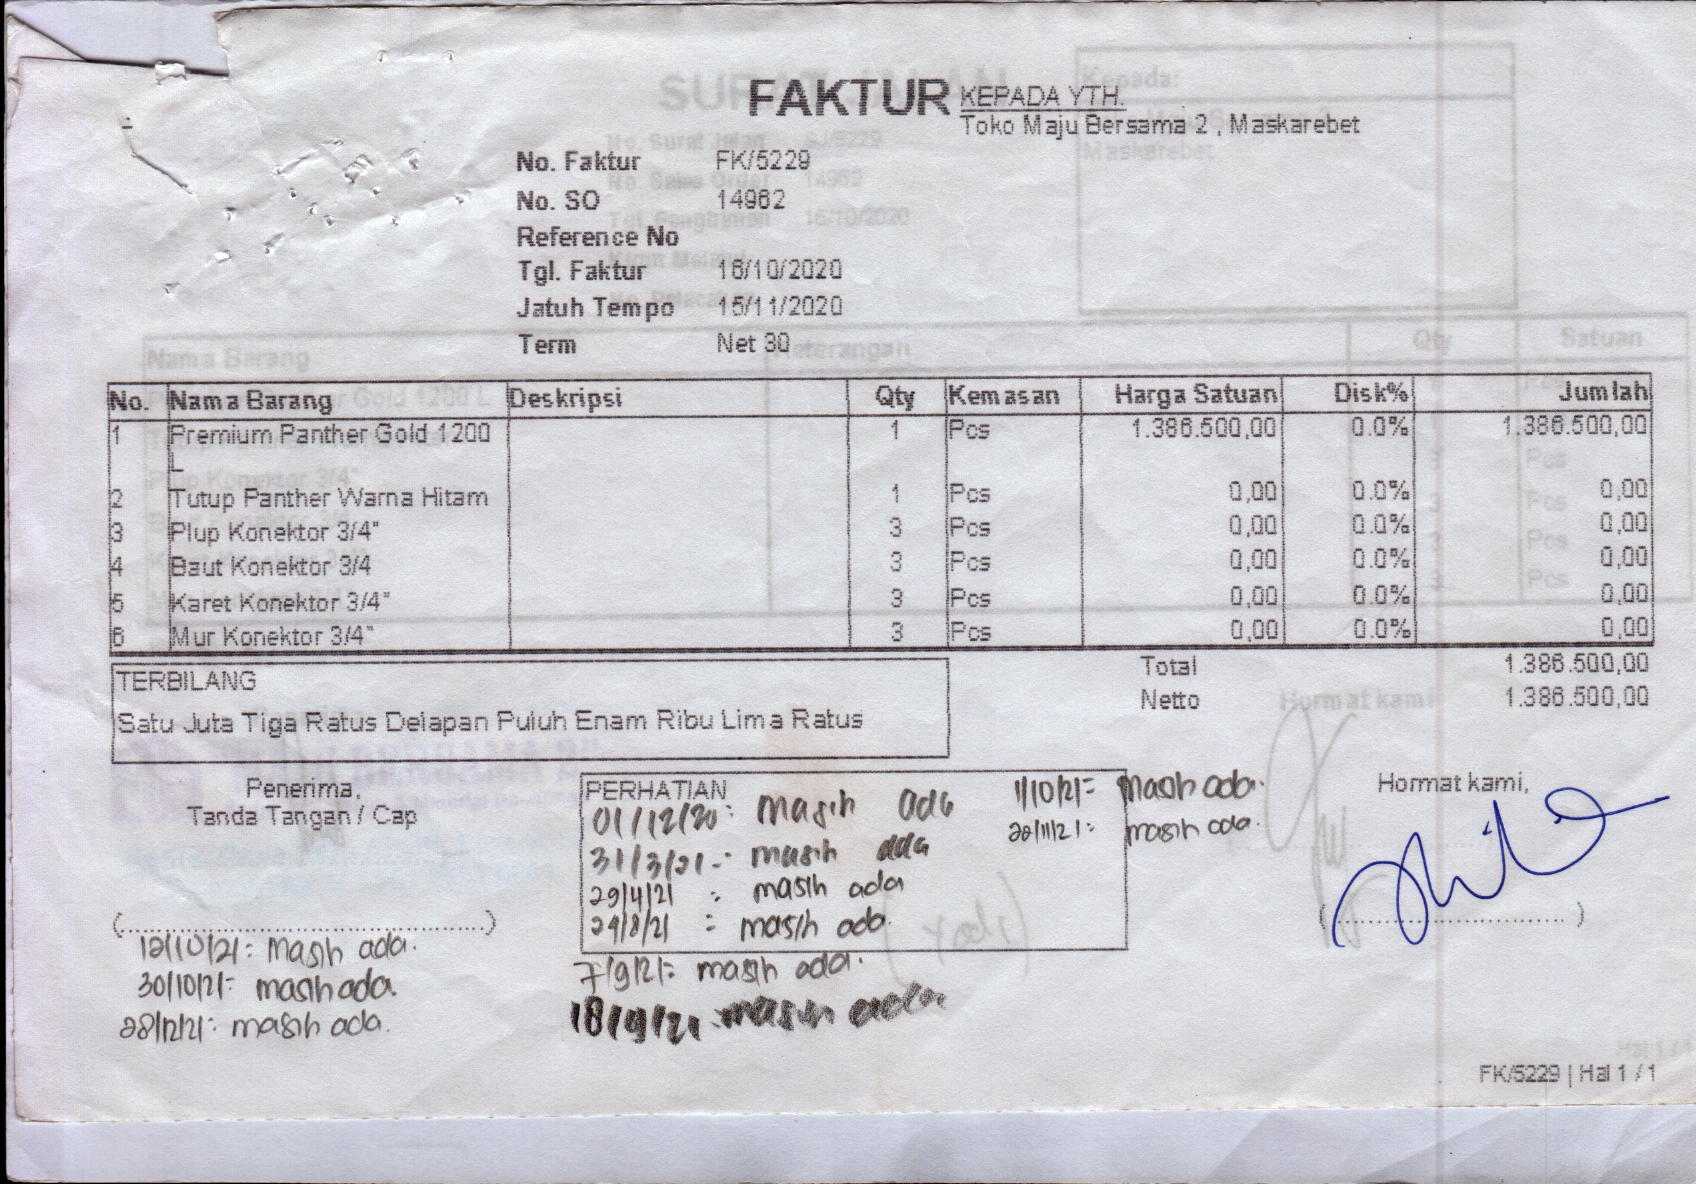 FAKTUR
KEPADA YTH.
Toko Maju Bersama 2 , Maskarebet
No. Faktur FK/5229
No. SO 14962
Reference No
Tgl. Faktur 16/10/2020
Jatuh Tempo 15/11/2020
Term Net 30
No. Nama Barang Deskripsi Qty Kemasan Harga Satuan Disk% Jumlah
1 Premium Panther Gold 1200 1 Pcs 1.386.500,00 0.0% 1.386.500,00
L
2 Tutup Panther Warna Hitam 1 Pcs 0,00 0.0% 0,00
3 Plup Konektor 3/4" 3 Pcs 0,00 0.0% 0,00
4 Baut Konektor 3/4 3 Pcs 0,00 0.0% 0,00
5 Karet Konektor 3/4" 3 Pcs 0,00 0.0% 0,00
6 Mur Konektor 3/4" 3 Pcs 0,00 0.0% 0,00
Total 1.386.500,00
Netto 1.386.500,00
TERBILANG
Satu Juta Tiga Ratus Delapan Puluh Enam Ribu Lima Ratus
Penerima,
Tanda Tangan / Cap
(..................................................)
12/10/21: masih ada.
30/10/21: masih ada.
28/12/21: masih ada.
PERHATIAN
01/12/20: masih ada
31/3/21-: masih ada
29/4/21 : masih ada
24/8/21 : masih ada.
7/9/21: masih ada.
18/9/21: masih ada
1/10/21: masih ada.
22/11/21: masih ada.
Hormat kami,
(..................................)
FK/5229 | Hal 1 / 1